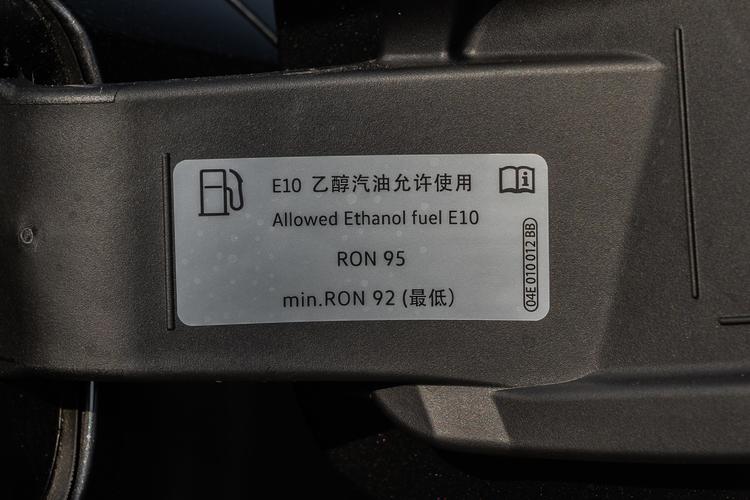 E10 乙醇汽油允许使用
Allowed Ethanol fuel E10
RON 95
min.RON 92 (最低)
04E 010 012 BB